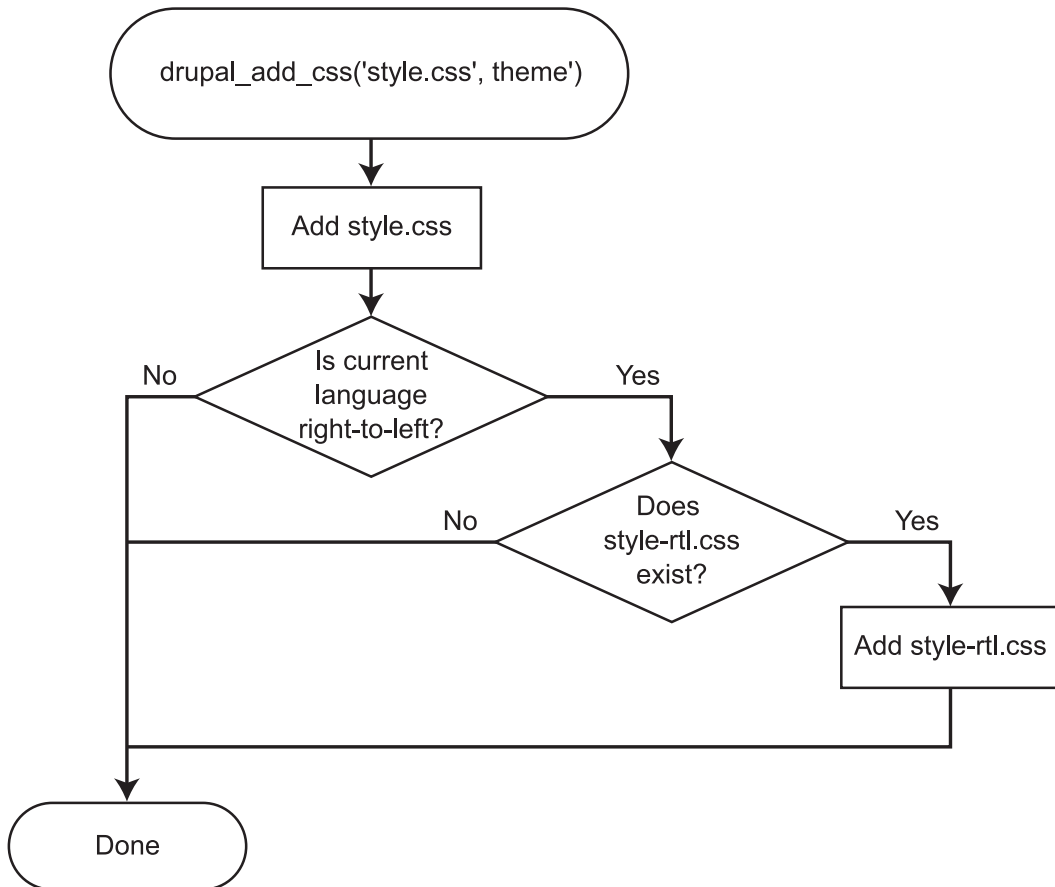 drupal_add_css('style.css', theme')
Add style.css
Is current
language
right-to-left?
No
Yes
Does
style-rtl.css
exist?
No
Yes
Add style-rtl.css
Done